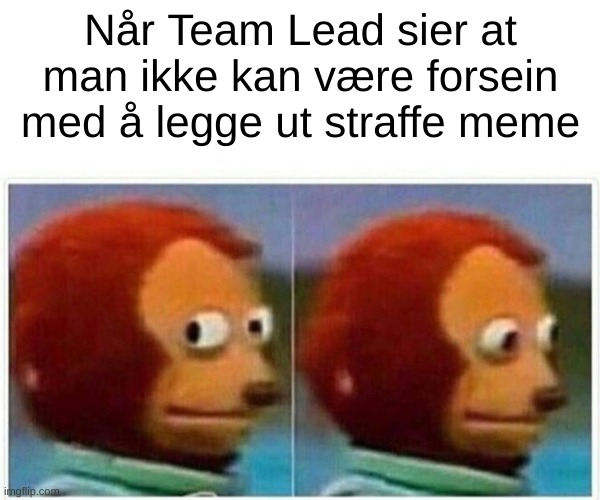 Når Team Lead sier at
man ikke kan være forsein
med å legge ut straffe meme
imgflip.com